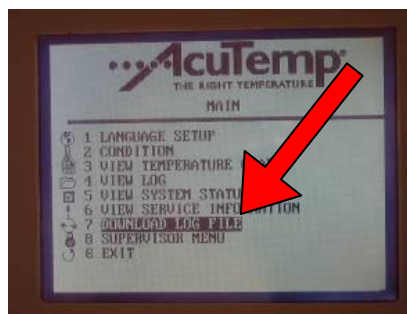 AcuTemp
THE RIGHT TEMPERATURE
MAIN
1 LANGUAGE SETUP
2 CONDITION
3 VIEW TEMPERATURE
4 VIEW LOG
5 VIEW SYSTEM STATU
6 VIEW SERVICE INFORMATION
7 DOWNLOAD LOG FILE
8 SUPERVISOR MENU
0 EXIT